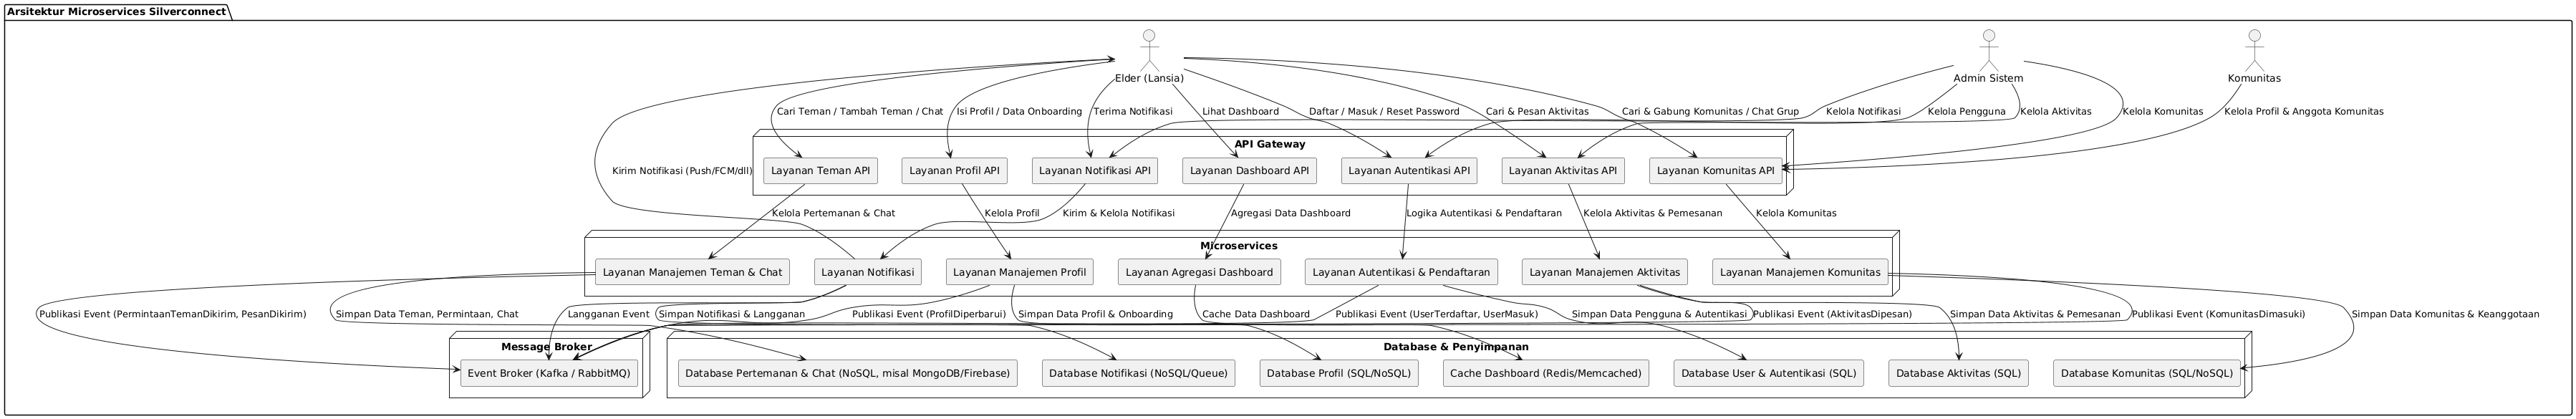 Arsitektur Microservices Silverconnect
Elder (Lansia)
Admin Sistem
Komunitas
Cari Teman / Tambah Teman / Chat
Isi Profil / Data Onboarding
Terima Notifikasi
Lihat Dashboard
Daftar / Masuk / Reset Password
Cari & Pesan Aktivitas
Cari & Gabung Komunitas / Chat Grup
Kelola Notifikasi
Kelola Pengguna
Kelola Aktivitas
Kelola Komunitas
Kelola Profil & Anggota Komunitas
API Gateway
Kirim Notifikasi (Push/FCM/dll)
Layanan Teman API
Layanan Profil API
Layanan Notifikasi API
Layanan Dashboard API
Layanan Autentikasi API
Layanan Aktivitas API
Layanan Komunitas API
Kelola Pertemanan & Chat
Kelola Profil
Kirim & Kelola Notifikasi
Agregasi Data Dashboard
Logika Autentikasi & Pendaftaran
Kelola Aktivitas & Pemesanan
Kelola Komunitas
Microservices
Layanan Manajemen Teman & Chat
Layanan Notifikasi
Layanan Manajemen Profil
Layanan Agregasi Dashboard
Layanan Autentikasi & Pendaftaran
Layanan Manajemen Aktivitas
Layanan Manajemen Komunitas
Publikasi Event (PermintaanTemanDikirim, PesanDikirim)
Simpan Data Teman, Permintaan, Chat
Langganan Event
Simpan Notifikasi & Langganan
Publikasi Event (ProfilDiperbarui)
Simpan Data Profil & Onboarding
Cache Data Dashboard
Publikasi Event (UserTerdaftar, UserMasuk)
Simpan Data Pengguna & Autentikasi
Publikasi Event (AktivitasDipesan)
Simpan Data Aktivitas & Pemesanan
Publikasi Event (KomunitasDimasuki)
Simpan Data Komunitas & Keanggotaan
Message Broker
Database & Penyimpanan
Event Broker (Kafka / RabbitMQ)
Database Pertemanan & Chat (NoSQL, misal MongoDB/Firebase)
Database Notifikasi (NoSQL/Queue)
Database Profil (SQL/NoSQL)
Cache Dashboard (Redis/Memcached)
Database User & Autentikasi (SQL)
Database Aktivitas (SQL)
Database Komunitas (SQL/NoSQL)